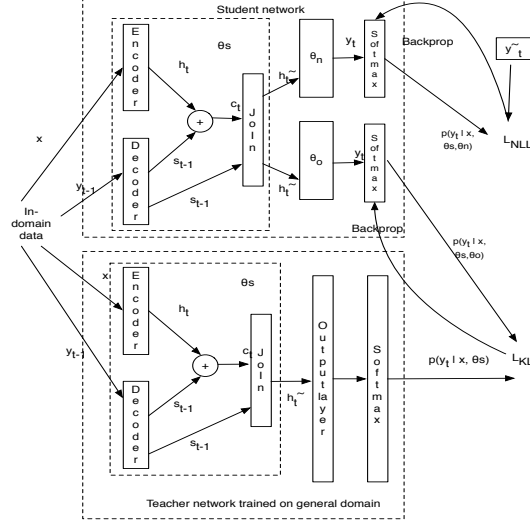 Student network
Encoder
θs
h_t
+
c_t
Join
h_t~
θn
y_t
Softmax
Backprop
y~_t
L_NLL
p(y_t | x,
θs,θn)
x
Decoder
s_t-1
s_t-1
h_t~
θo
y_t
Softmax
y_t-1
In-
domain
data
Backprop
p(y_t | x,
θs,θo)
x
Encoder
θs
h_t
+
c_t
Join
h_t~
Output layer
Softmax
p(y_t | x, θs)
L_KL
y_t-1
Decoder
s_t-1
s_t-1
Teacher network trained on general domain